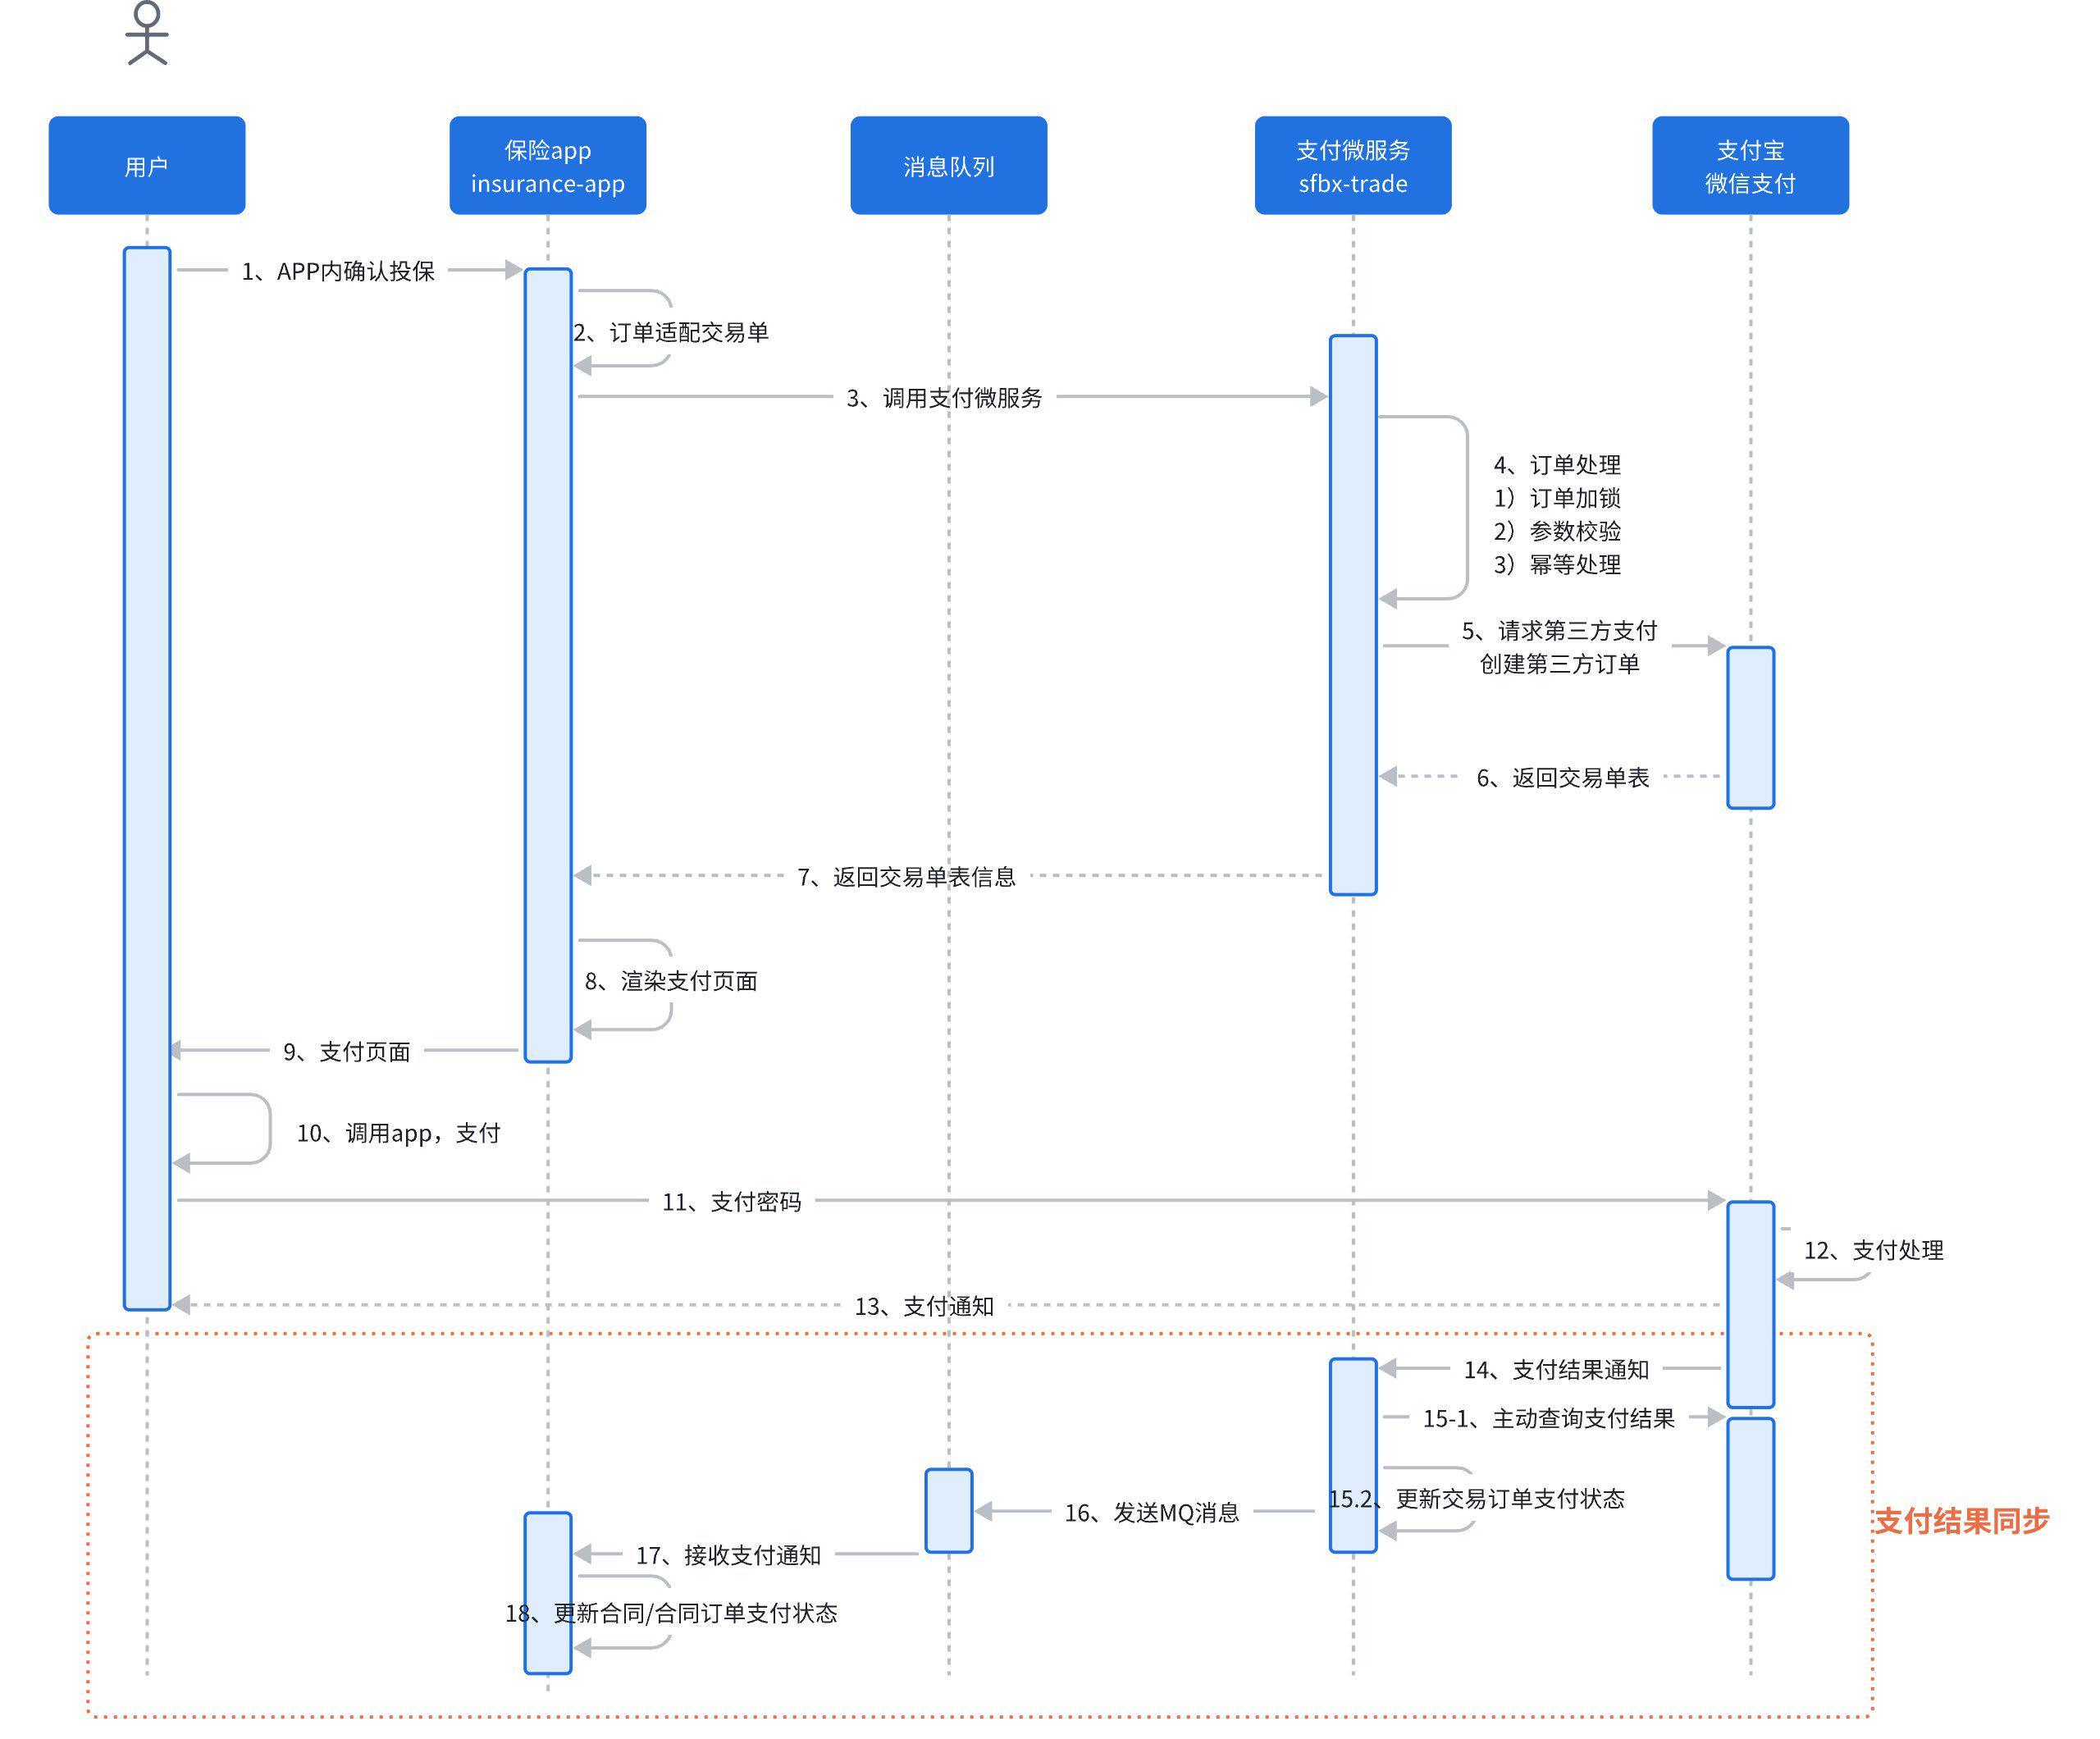 用户
保险app
insurance-app
消息队列
支付微服务
sfbx-trade
支付宝
微信支付
1、APP内确认投保
2、订单适配交易单
3、调用支付微服务
4、订单处理
1）订单加锁
2）参数校验
3）幂等处理
5、请求第三方支付
创建第三方订单
6、返回交易单表
7、返回交易单表信息
8、渲染支付页面
9、支付页面
10、调用app，支付
11、支付密码
12、支付处理
13、支付通知
14、支付结果通知
15-1、主动查询支付结果
15.2、更新交易订单支付状态
16、发送MQ消息
支付结果同步
17、接收支付通知
18、更新合同/合同订单支付状态